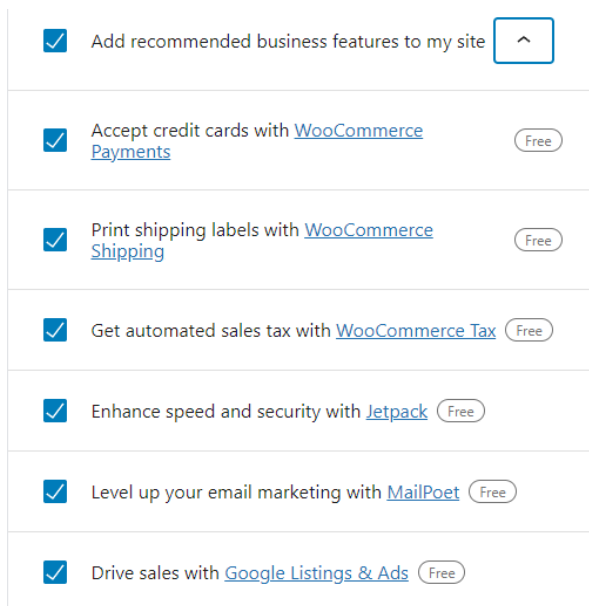 Add recommended business features to my site
Accept credit cards with WooCommerce
Payments
Free
Print shipping labels with WooCommerce
Shipping
Free
Get automated sales tax with WooCommerce Tax Free
Enhance speed and security with Jetpack Free
Level up your email marketing with MailPoet Free
Drive sales with Google Listings & Ads Free